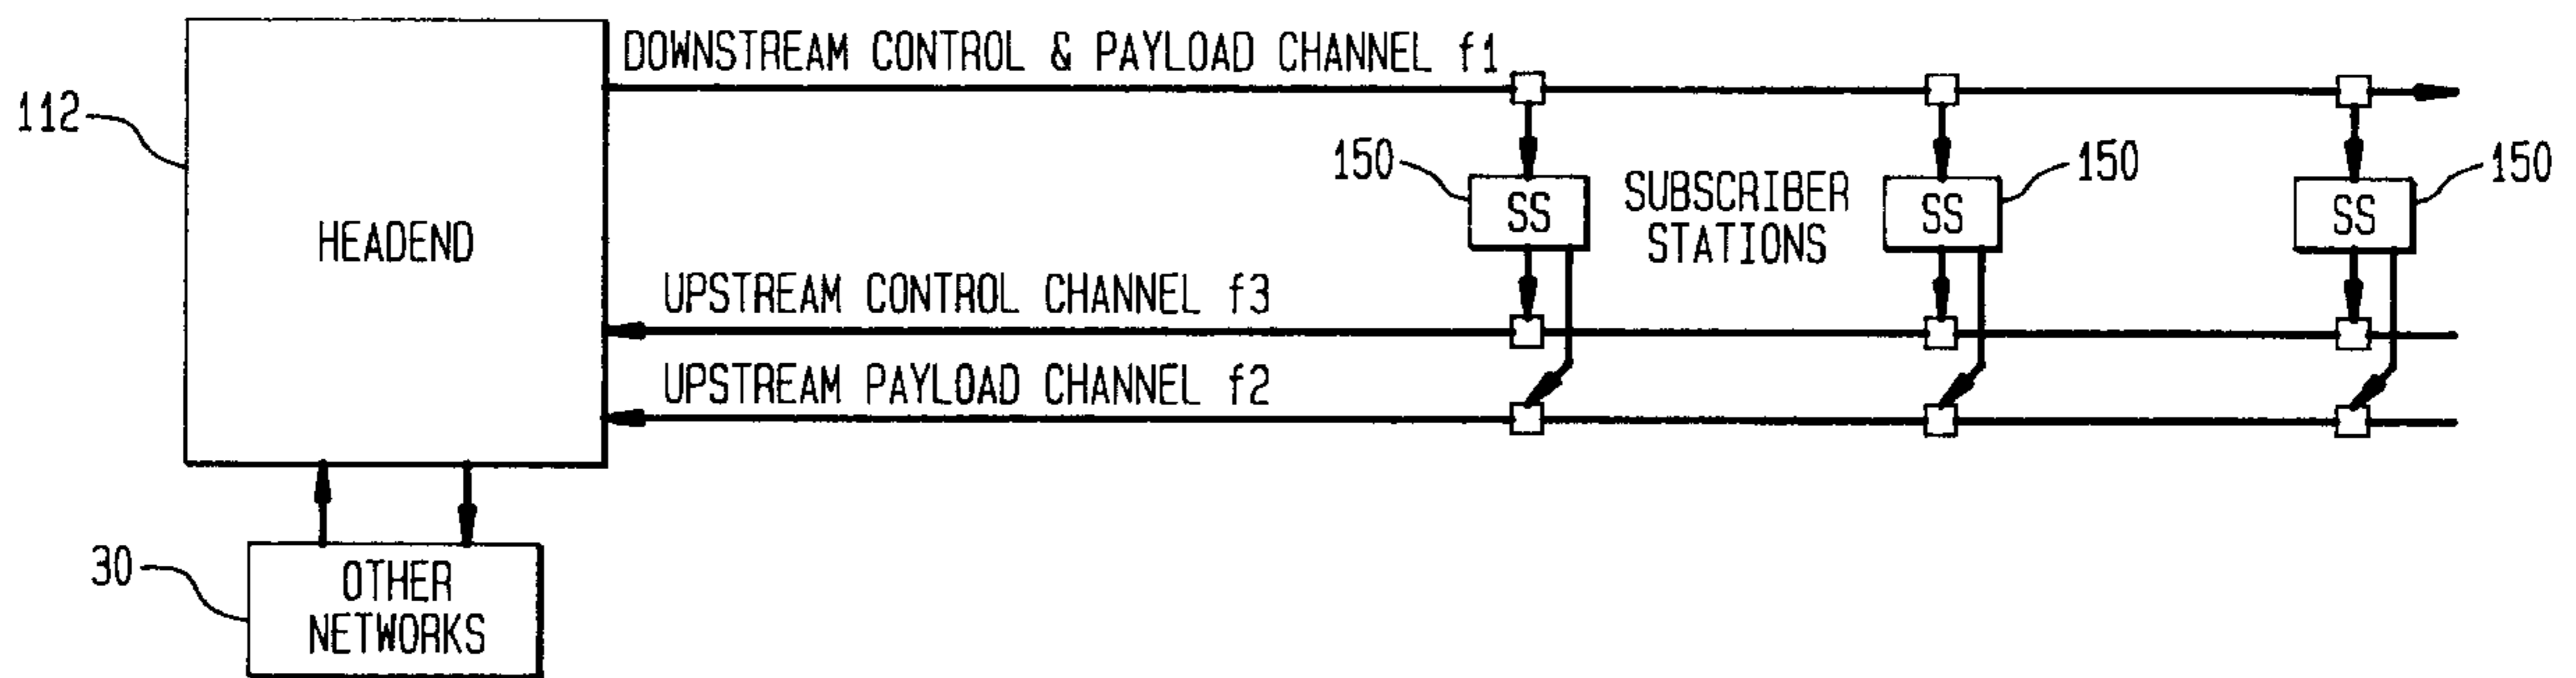 DOWNSTREAM CONTROL & PAYLOAD CHANNEL f1
112
HEADEND
150
SS
SUBSCRIBER
STATIONS
150
SS
150
SS
UPSTREAM CONTROL CHANNEL f3
UPSTREAM PAYLOAD CHANNEL f2
30
OTHER
NETWORKS